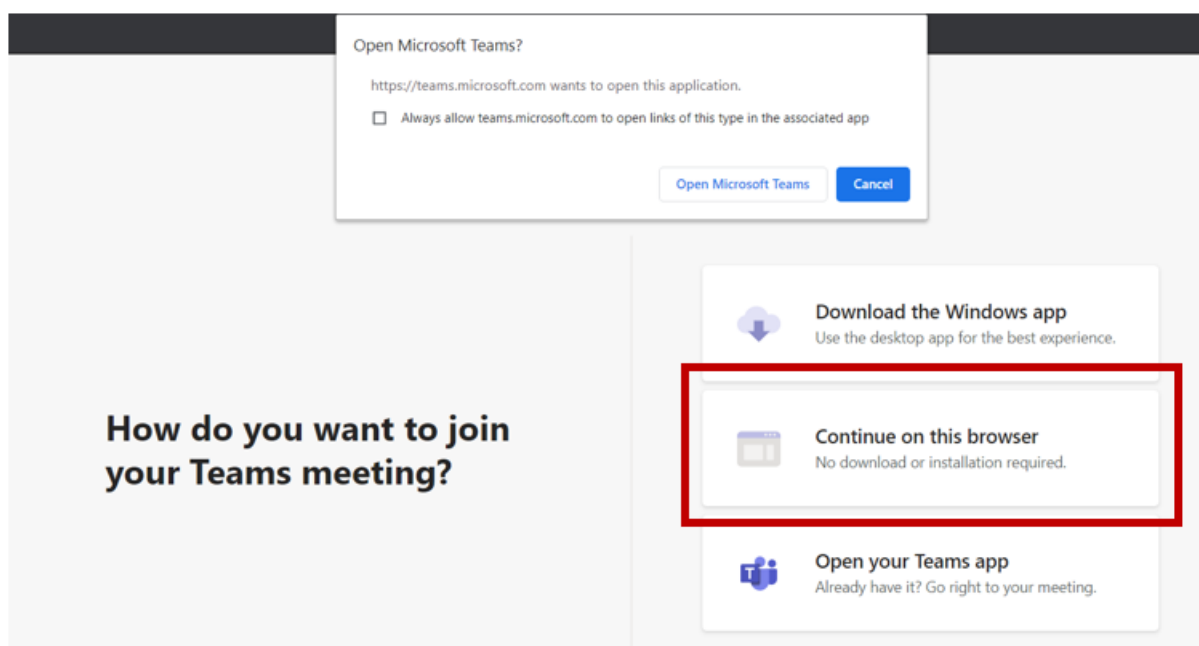 Open Microsoft Teams?
https://teams.microsoft.com wants to open this application.
Always allow teams.microsoft.com to open links of this type in the associated app
Open Microsoft Teams
Cancel
How do you want to join
your Teams meeting?
Download the Windows app
Use the desktop app for the best experience.
Continue on this browser
No download or installation required.
T
Open your Teams app
Already have it? Go right to your meeting.